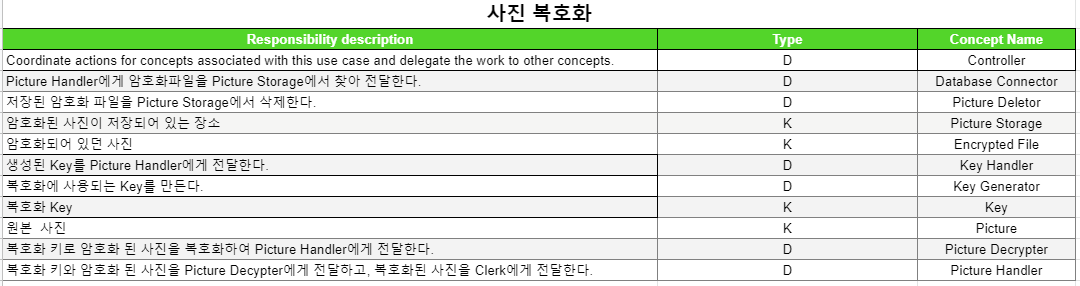 사진 복호화
Responsibility description Type Concept Name
Coordinate actions for concepts associated with this use case and delegate the work to other concepts. D Controller
Picture Handler에게 암호화파일을 Picture Storage에서 찾아 전달한다. D Database Connector
저장된 암호화 파일을 Picture Storage에서 삭제한다. D Picture Deletor
암호화된 사진이 저장되어 있는 장소 K Picture Storage
암호화되어 있던 사진 K Encrypted File
생성된 Key를 Picture Handler에게 전달한다. D Key Handler
복호화에 사용되는 Key를 만든다. D Key Generator
복호화 Key K Key
원본 사진 K Picture
복호화 키로 암호화 된 사진을 복호화하여 Picture Handler에게 전달한다. D Picture Decrypter
복호화 키와 암호화 된 사진을 Picture Decypter에게 전달하고, 복호화된 사진을 Clerk에게 전달한다. D Picture Handler